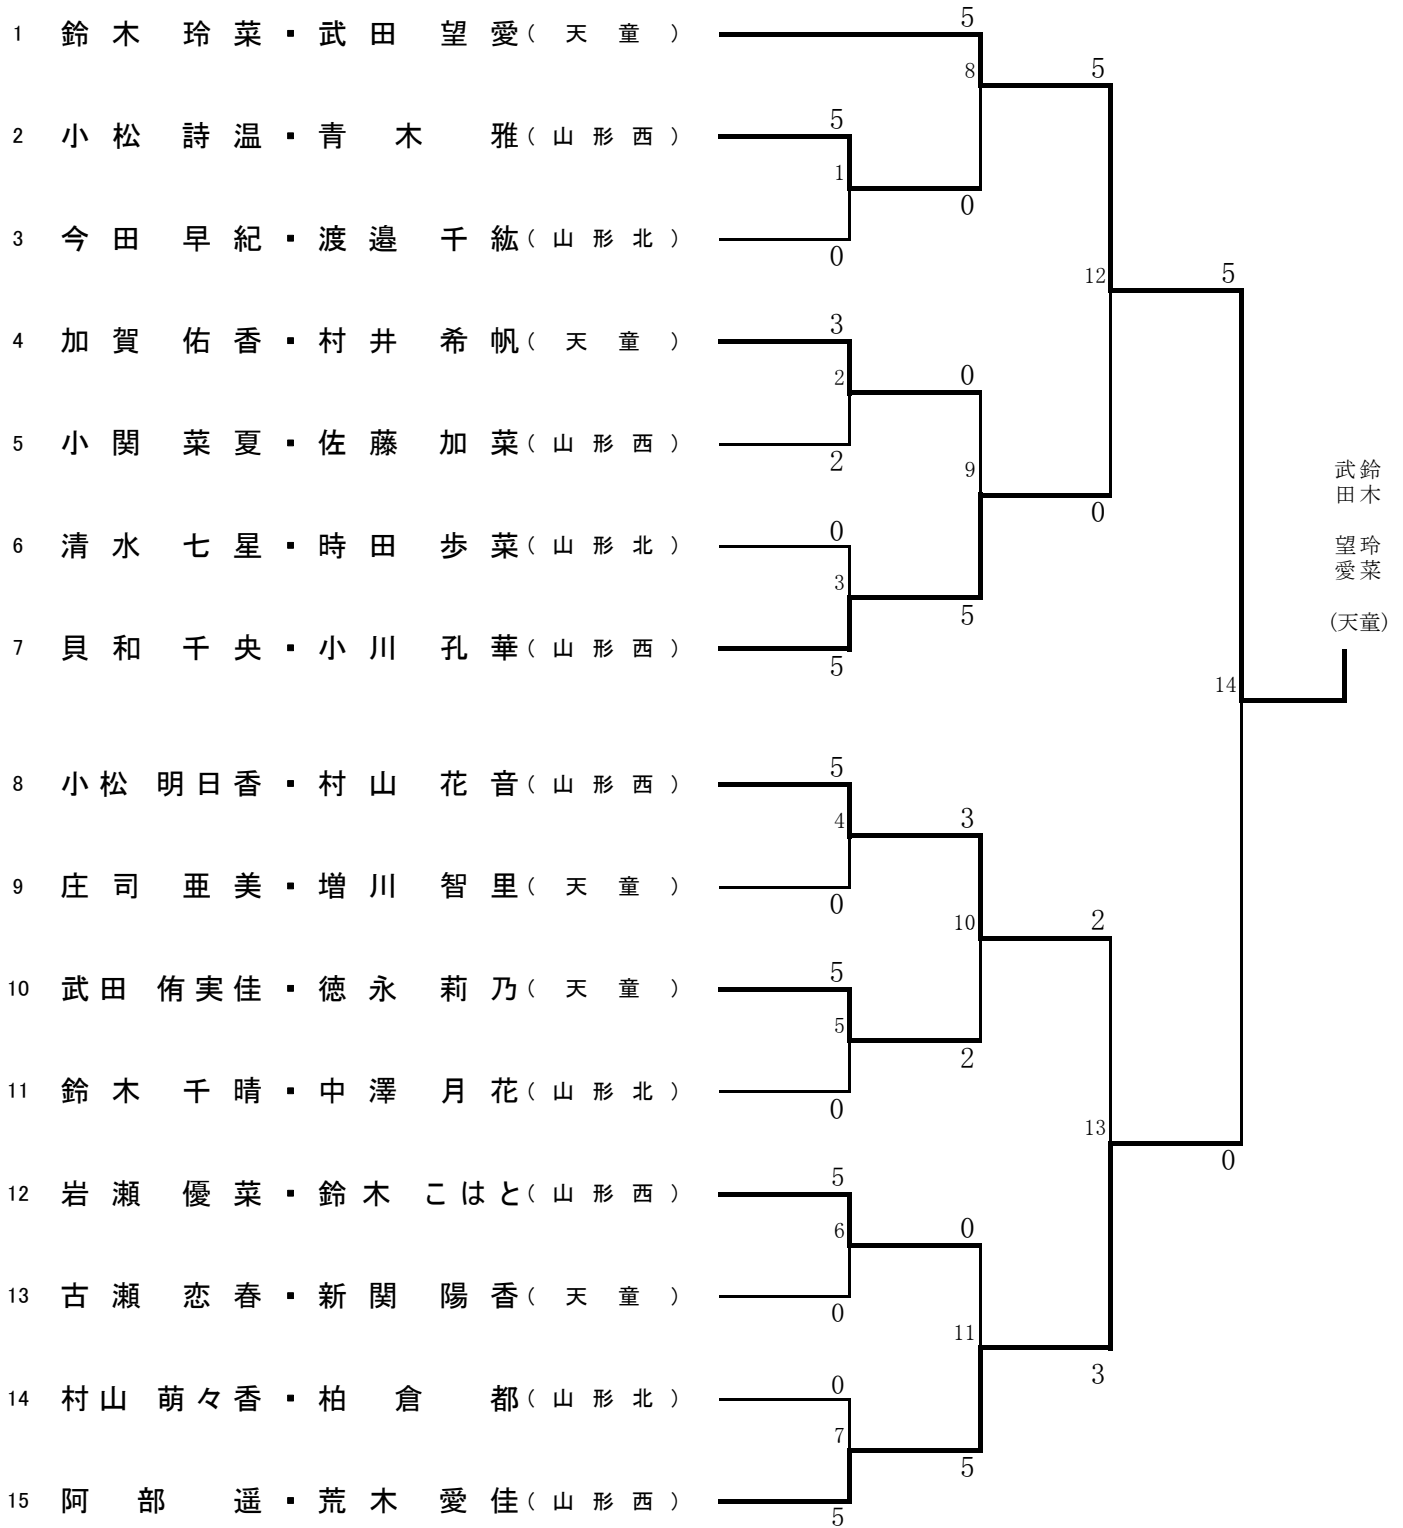 1 鈴木 玲菜・武田 望愛(天童)
2 小松 詩温・青木 雅(山形西)
3 今田 早紀・渡邉 千紘(山形北)
4 加賀 佑香・村井 希帆(天童)
5 小関 菜夏・佐藤 加菜(山形西)
6 清水 七星・時田 歩菜(山形北)
7 貝和 千央・小川 孔華(山形西)
8 小松 明日香・村山 花音(山形西)
9 庄司 亜美・増川 智里(天童)
10 武田 侑実佳・徳永 莉乃(天童)
11 鈴木 千晴・中澤 月花(山形北)
12 岩瀬 優菜・鈴木 こはと(山形西)
13 古瀬 恋春・新関 陽香(天童)
14 村山 萌々香・柏倉 都(山形北)
15 阿部 遥・荒木 愛佳(山形西)
5
1
0
3
2
2
0
3
5
5
4
0
5
5
0
5
6
0
0
7
5
5
8
0
0
9
5
3
10
2
0
11
5
5
12
0
2
13
3
5
14
0
鈴木 玲菜
武田 望愛
(天童)